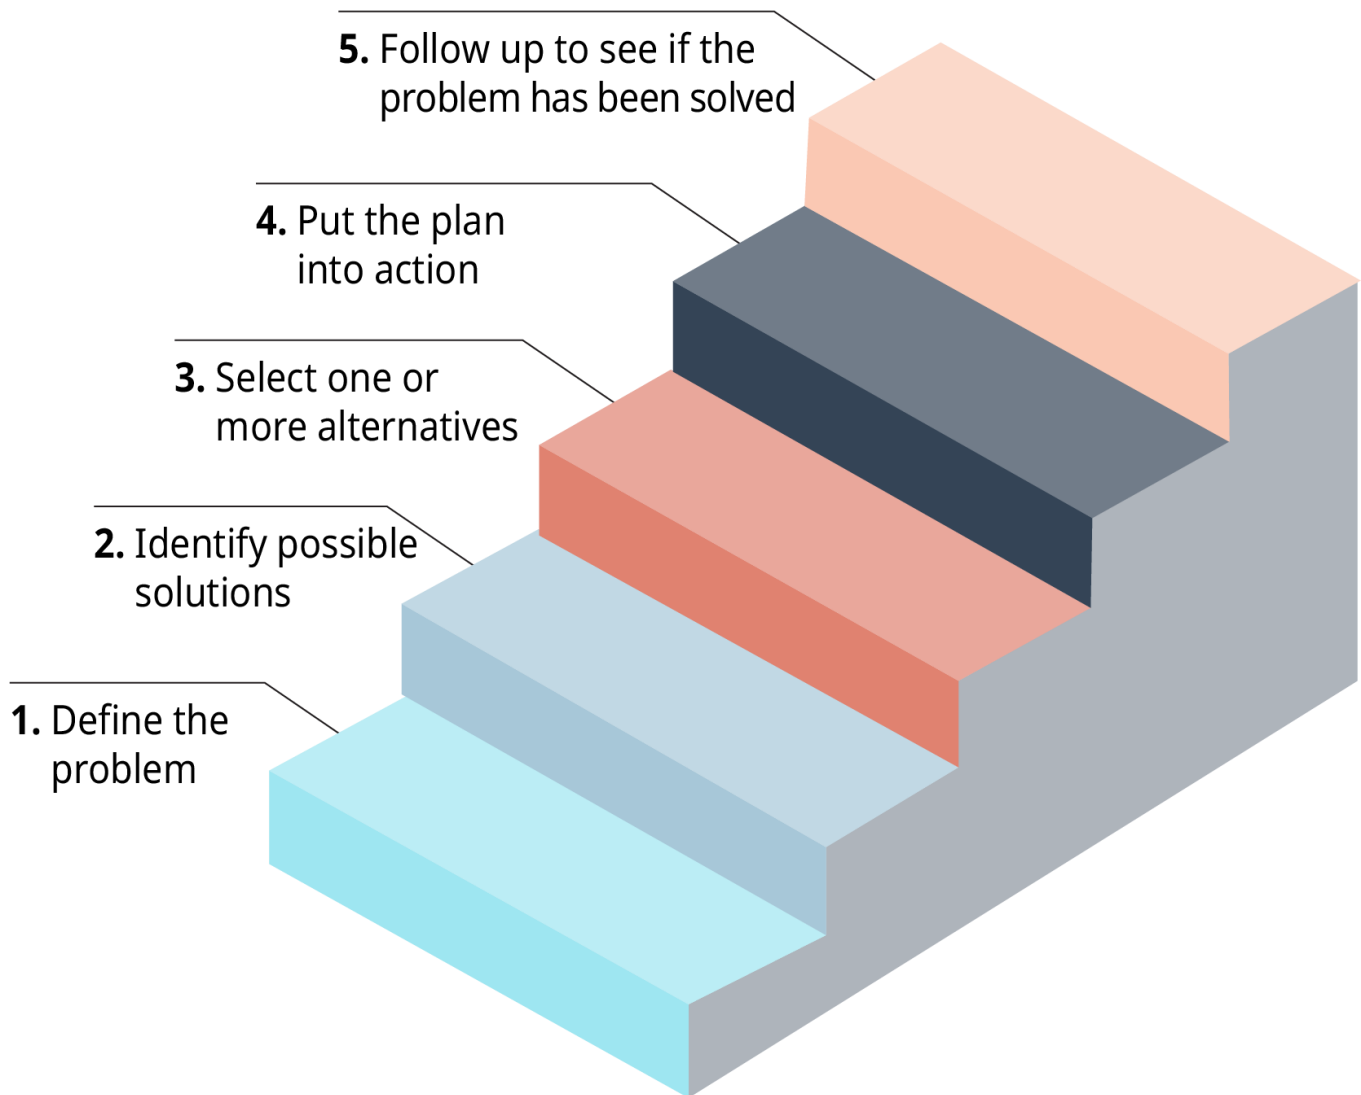 5. Follow up to see if the
problem has been solved
4. Put the plan
into action
3. Select one or
more alternatives
2. Identify possible
solutions
1. Define the
problem